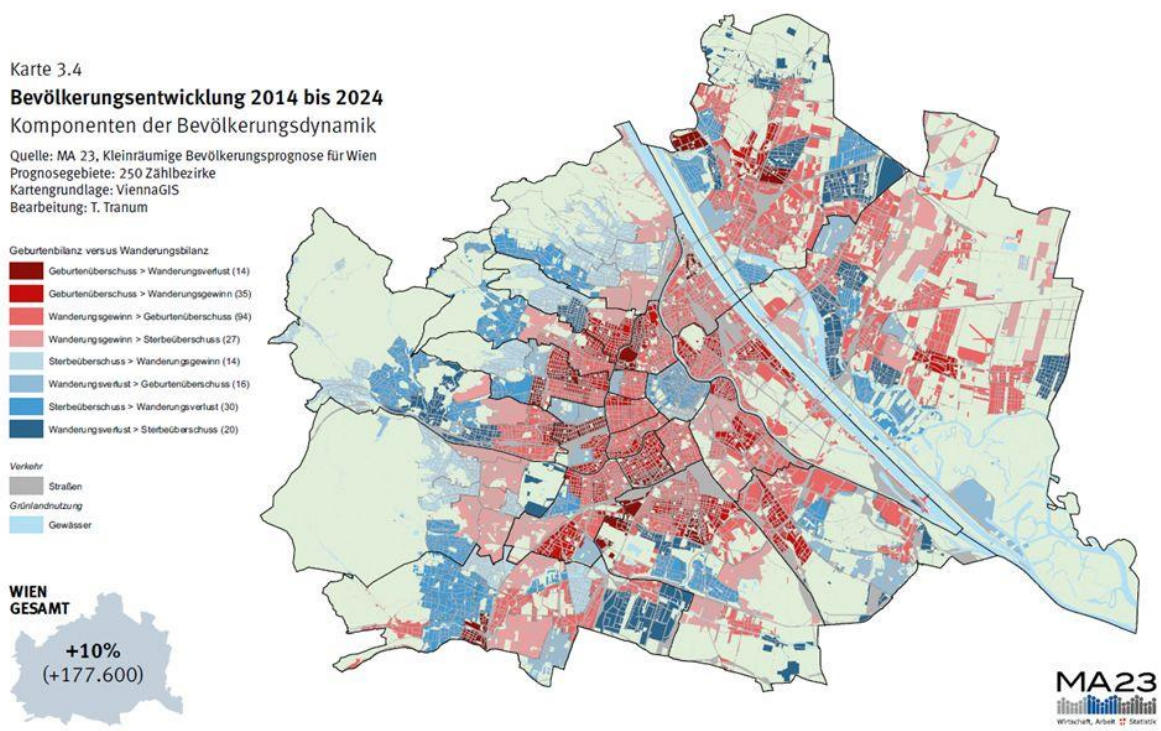 Karte 3.4
Bevölkerungsentwicklung 2014 bis 2024
Komponenten der Bevölkerungsdynamik
Quelle: MA 23, Kleinräumige Bevölkerungsprognose für Wien
Prognosegebiete: 250 Zählbezirke
Kartengrundlage: ViennaGIS
Bearbeitung: T. Tranum
Geburtenbilanz versus Wanderungsbilanz
Geburtenüberschuss > Wanderungsverlust (14)
Geburtenüberschuss > Wanderungsgewinn (35)
Wanderungsgewinn > Geburtenüberschuss (94)
Wanderungsgewinn > Sterbeüberschuss (27)
Sterbeüberschuss > Wanderungsgewinn (14)
Wanderungsverlust > Geburtenüberschuss (16)
Sterbeüberschuss > Wanderungsverlust (30)
Wanderungsverlust > Sterbeüberschuss (20)
Verkehr
Straßen
Grünlandnutzung
Gewässer
WIEN
GESAMT
+10%
(+177.600)
MA23
Wirtschaft, Arbeit Statistik